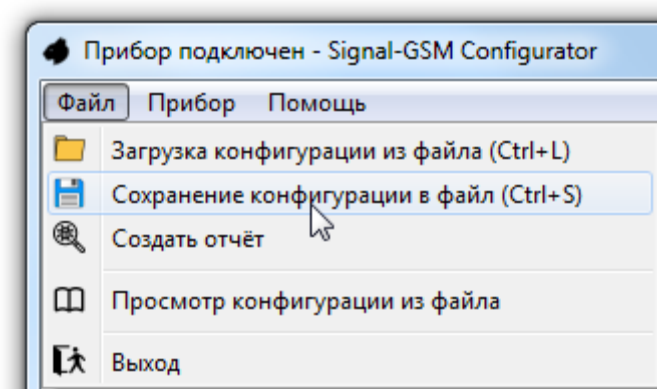 Прибор подключен - Signal-GSM Configurator
Файл Прибор Помощь
Загрузка конфигурации из файла (Ctrl+L)
Сохранение конфигурации в файл (Ctrl+S)
Создать отчёт
Просмотр конфигурации из файла
Выход